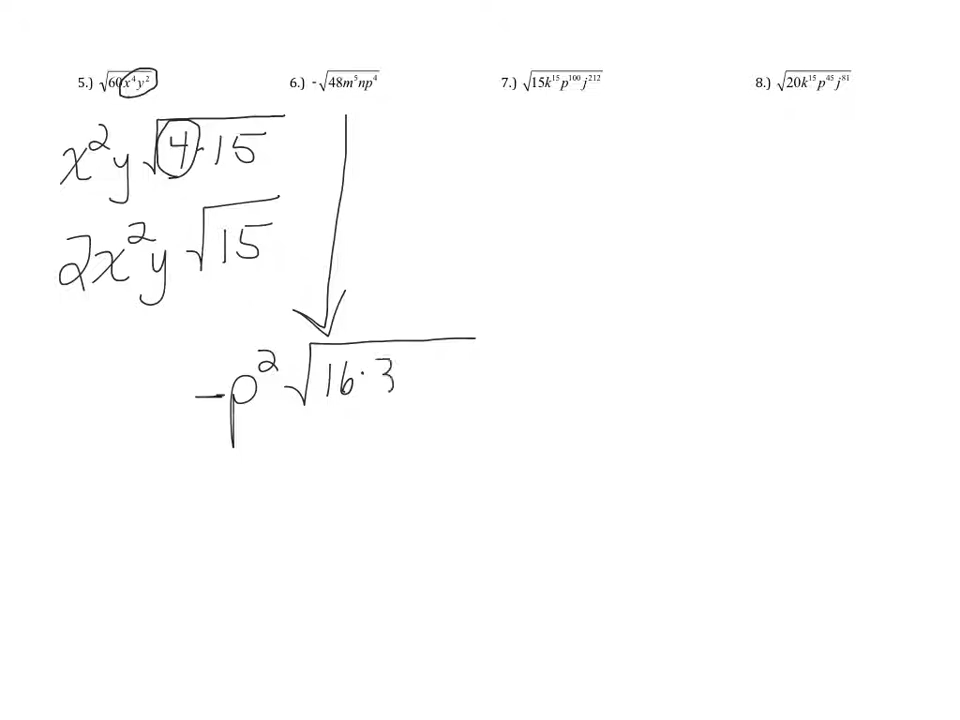 5.) √60x⁴y² 6.) -√48m⁵np⁴ 7.) √15k¹⁵p¹⁰⁰j²¹² 8.) √20k¹⁵p⁴⁵j⁸¹
x²y √4·15
2x²y √15
-p² √16·3